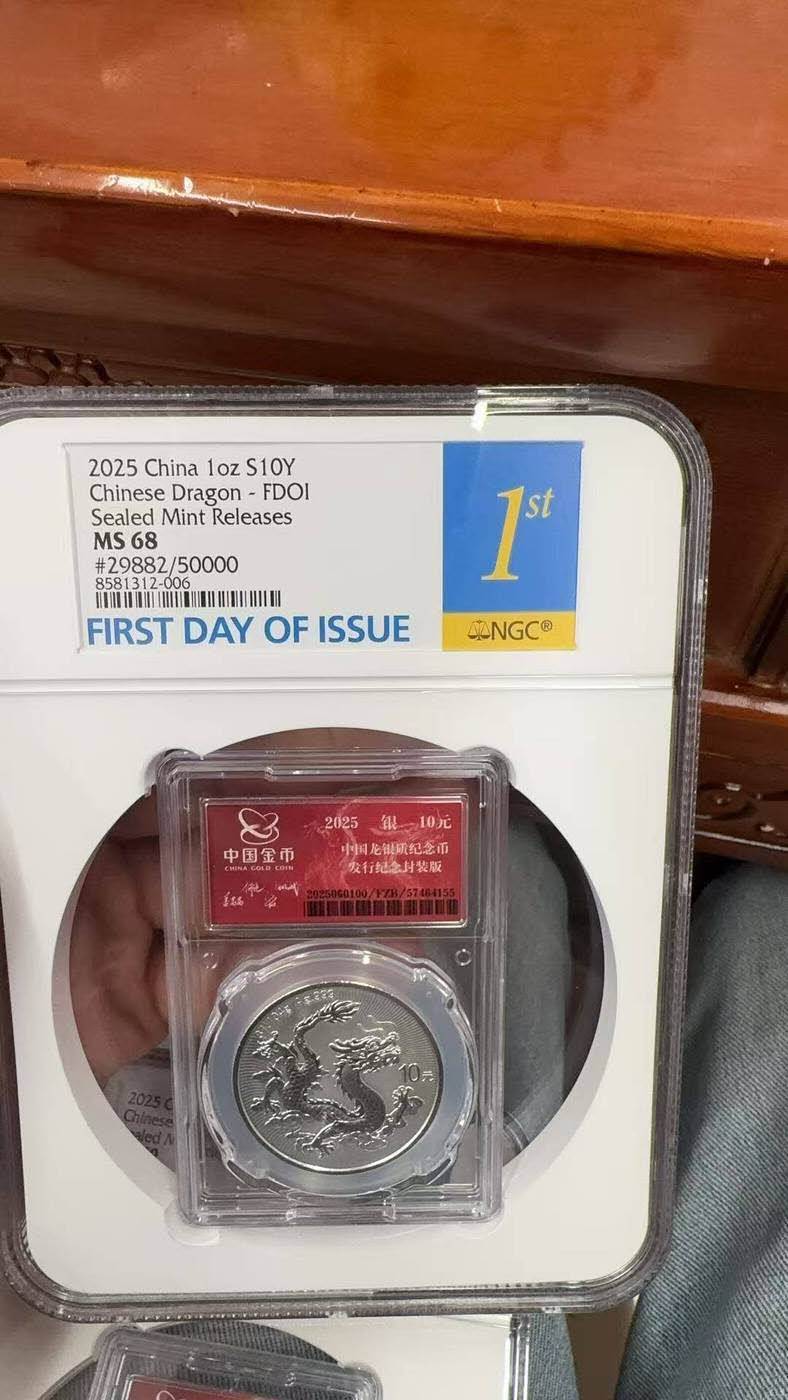 2025 China 1oz S10Y
Chinese Dragon - FDOI
Sealed Mint Releases
MS 68
#29882/50000
8581312-006
FIRST DAY OF ISSUE
1st
NGC®
中国金币
CHINA GOLD COIN
2025 银 10元
中国龙银质纪念币
发行纪念封装版
2025060100/FZB/57464155
10元
2025 C
Chinese